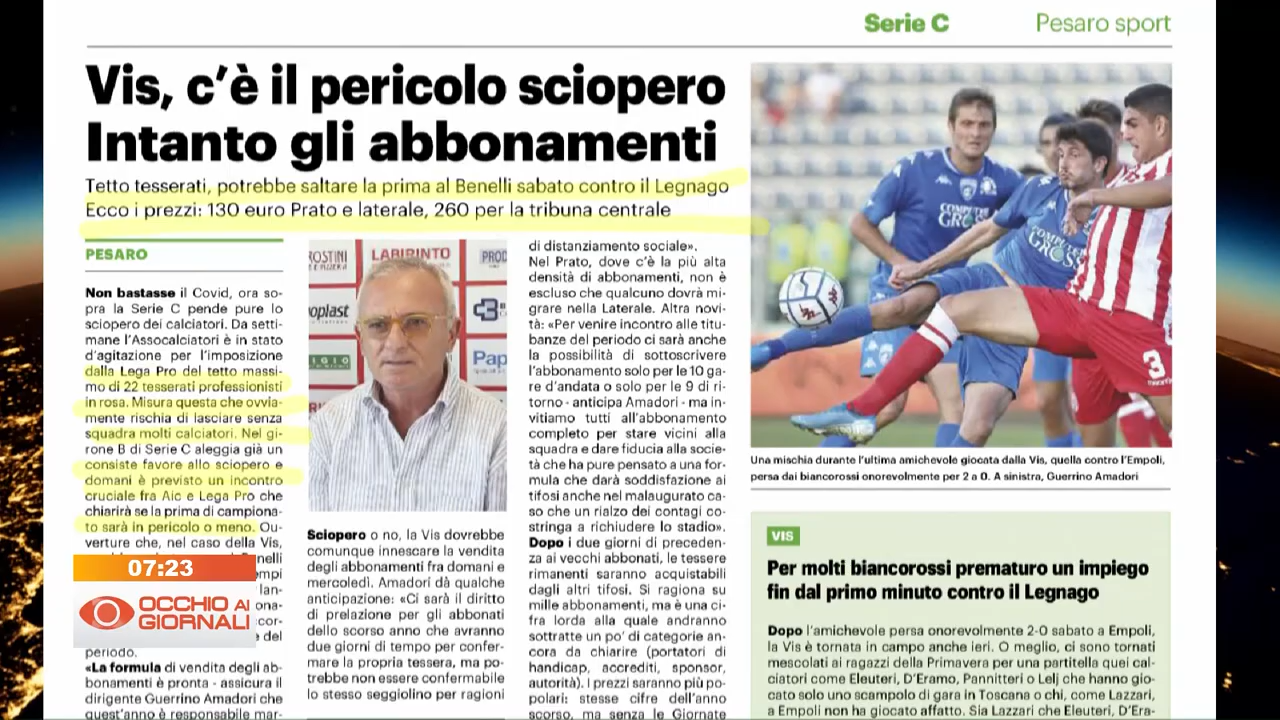 Serie C
Pesaro sport
Vis, c'è il pericolo sciopero
Intanto gli abbonamenti
Tetto tesserati, potrebbe saltare la prima al Benelli sabato contro il Legnago
Ecco i prezzi: 130 euro Prato e laterale, 260 per la tribuna centrale
PESARO
Non bastasse il Covid, ora so-
pra la Serie C pende pure lo
sciopero dei calciatori. Da setti-
mane l'Assocalciatori è in stato
d'agitazione per l'imposizione
dalla Lega Pro del tetto massi-
mo di 22 tesserati professionisti
in rosa. Misura questa che ovvia-
mente rischia di lasciare senza
squadra molti calciatori. Nel gi-
rone B di Serie C aleggia già un
consiste favore allo sciopero e
domani è previsto un incontro
cruciale fra Aic e Lega Pro che
chiarirà se la prima di campiona-
to sarà in pericolo o meno. Ou-
verture che, nel caso della Vis,
periodo.
«La formula di vendita degli ab-
bonamenti è pronta - assicura il
dirigente Guerrino Amadori che
quest'anno è responsabile mar-
07:23
OCCHIO AI
GIORNALI
LABIRINTO
Sciopero o no, la Vis dovrebbe
comunque innescare la vendita
degli abbonamenti fra domani e
mercoledì. Amadori dà qualche
anticipazione: «Ci sarà il diritto
di prelazione per gli abbonati
dello scorso anno che avranno
due giorni di tempo per confer-
mare la propria tessera, ma po-
trebbe non essere confermabile
lo stesso seggiolino per ragioni
di distanziamento sociale».
Nel Prato, dove c'è la più alta
densità di abbonamenti, non è
escluso che qualcuno dovrà mi-
grare nella Laterale. Altra novi-
tà: «Per venire incontro alle titu-
banze del periodo ci sarà anche
la possibilità di sottoscrivere
l'abbonamento solo per le 10 ga-
re d'andata o solo per le 9 di ri-
torno - anticipa Amadori - ma in-
vitiamo tutti all'abbonamento
completo per stare vicini alla
squadra e dare fiducia alla socie-
tà che ha pure pensato a una for-
mula che darà soddisfazione ai
tifosi anche nel malaugurato ca-
so che un rialzo dei contagi co-
stringa a richiudere lo stadio».
Dopo i due giorni di preceden-
za ai vecchi abbonati, le tessere
rimanenti saranno acquistabili
dagli altri tifosi. Si ragiona su
mille abbonamenti, ma è una ci-
fra lorda alla quale andranno
sottratte un po' di categorie an-
cora da chiarire (portatori di
handicap, accrediti, sponsor,
autorità). I prezzi saranno più po-
polari: stesse cifre dell'anno
scorso, ma senza le Giornate
COMPUTER
GROSS
COMPUTER
GROSS
3
Una mischia durante l'ultima amichevole giocata dalla Vis, quella contro l'Empoli,
persa dai biancorossi onorevolmente per 2 a 0. A sinistra, Guerrino Amadori
VIS
Per molti biancorossi prematuro un impiego
fin dal primo minuto contro il Legnago
Dopo l'amichevole persa onorevolmente 2-0 sabato a Empoli,
la Vis è tornata in campo anche ieri. O meglio, ci sono tornati
mescolati ai ragazzi della Primavera per una partitella quei cal-
ciatori come Eleuteri, D'Eramo, Pannitteri o Lelj che hanno gio-
cato solo uno scampolo di gara in Toscana o chi, come Lazzari,
a Empoli non ha giocato affatto. Sia Lazzari che Eleuteri, D'Era-